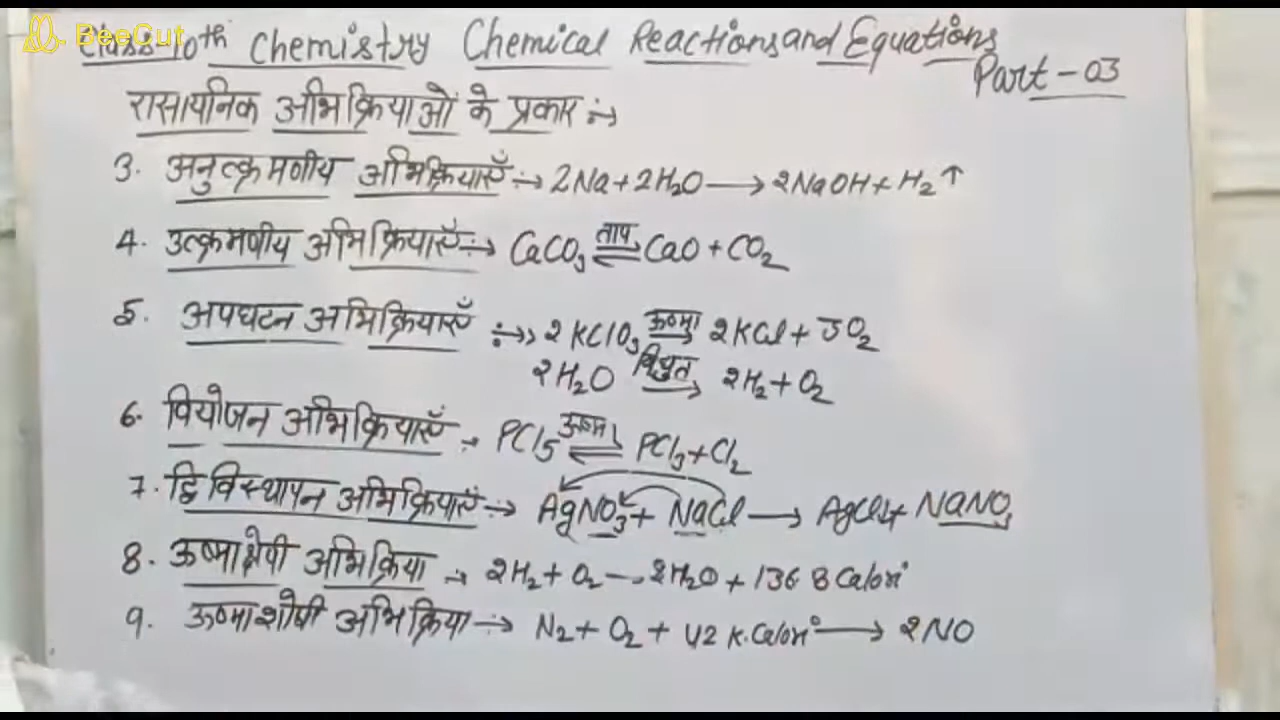 BeeCut
Class-10th Chemistry Chemical Reactions and Equations
Part-03
रासायनिक अभिक्रियाओं के प्रकार :→
3. अनुत्क्रमणीय अभिक्रियाएँ :→ 2Na+2H₂O → 2NaOH+H₂↑
4. उत्क्रमणीय अभिक्रियाएँ :→ CaCO₃ ⇌ ताप CaO+CO₂
5. अपघटन अभिक्रियाएँ :→ 2KClO₃ ऊष्मा→ 2KCl+3O₂
2H₂O विधुत→ 2H₂+O₂
6. वियोजन अभिक्रियाएँ → PCl₅ ऊष्मा⇌ PCl₃+Cl₂
7. द्विविस्थापन अभिक्रियाएँ :→ AgNO₃+NaCl → AgCl↓+NaNO₃
8. ऊष्माक्षेपी अभिक्रिया → 2H₂+O₂ → 2H₂O+136 Calori
9. ऊष्माशोषी अभिक्रिया :→ N₂+O₂+42 K.Calori → 2NO